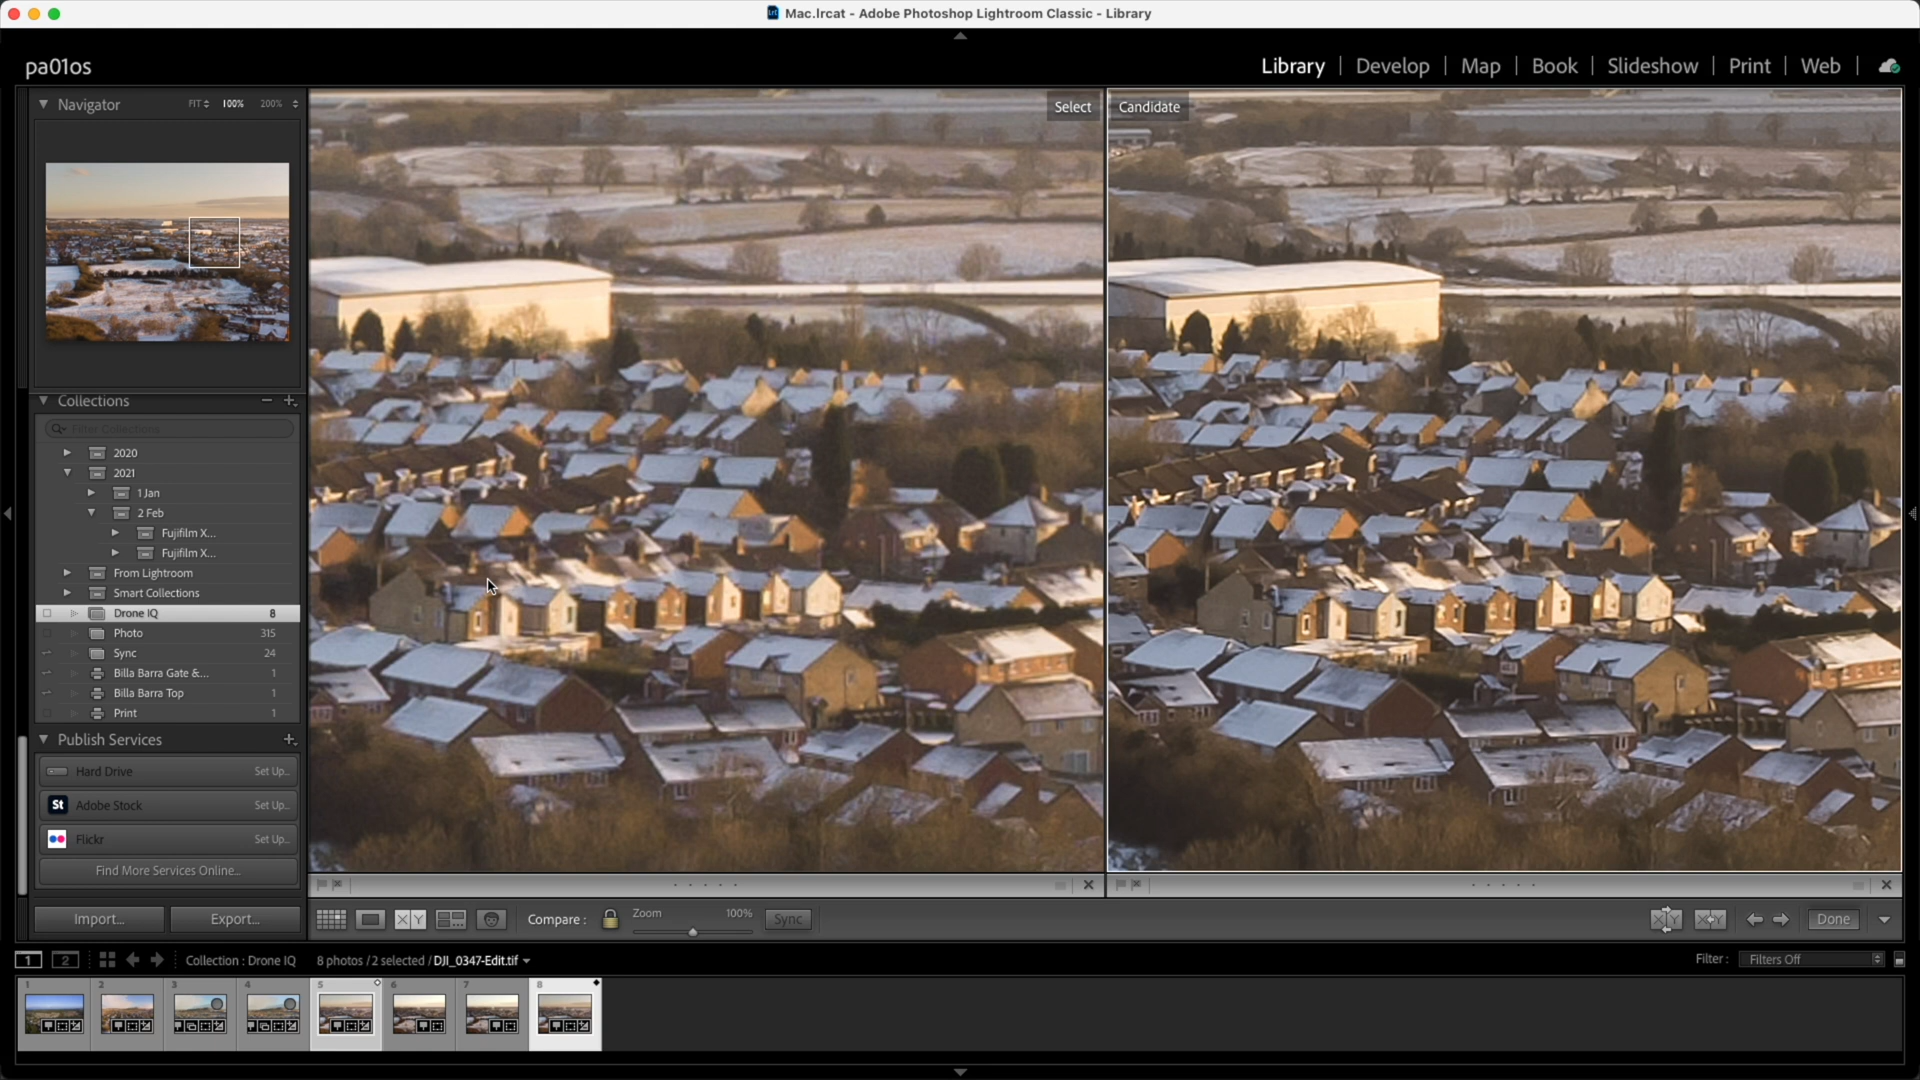 Mac.lrcat - Adobe Photoshop Lightroom Classic - Library
pa01os
Library | Develop | Map | Book | Slideshow | Print | Web |
Navigator FIT 100% 200%
Select
Candidate
Collections
Filter Collections
2020
2021
1 Jan
2 Feb
Fujifilm X...
Fujifilm X...
From Lightroom
Smart Collections
Drone IQ 8
Photo 315
Sync 24
Billa Barra Gate &... 1
Billa Barra Top 1
Print 1
Publish Services
Hard Drive Set Up...
St Adobe Stock Set Up...
Flickr Set Up...
Find More Services Online...
Import... Export...
X Y Compare : Zoom 100% Sync
X Y X Y Done
1 2 Collection : Drone IQ 8 photos / 2 selected / DJI_0347-Edit.tif
Filter : Filters Off
1 2 3 4 5 6 7 8